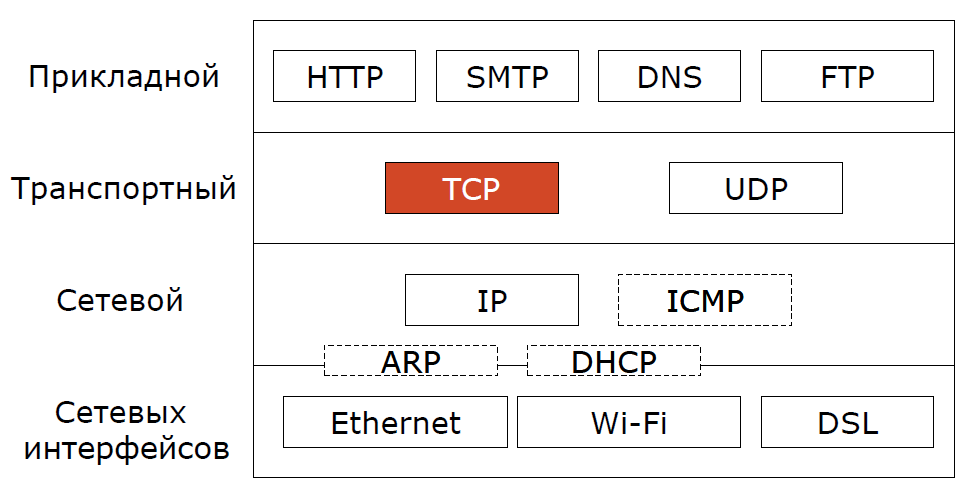 Прикладной
HTTP
SMTP
DNS
FTP
Транспортный
TCP
UDP
Сетевой
IP
ICMP
ARP
DHCP
Сетевых
интерфейсов
Ethernet
Wi-Fi
DSL